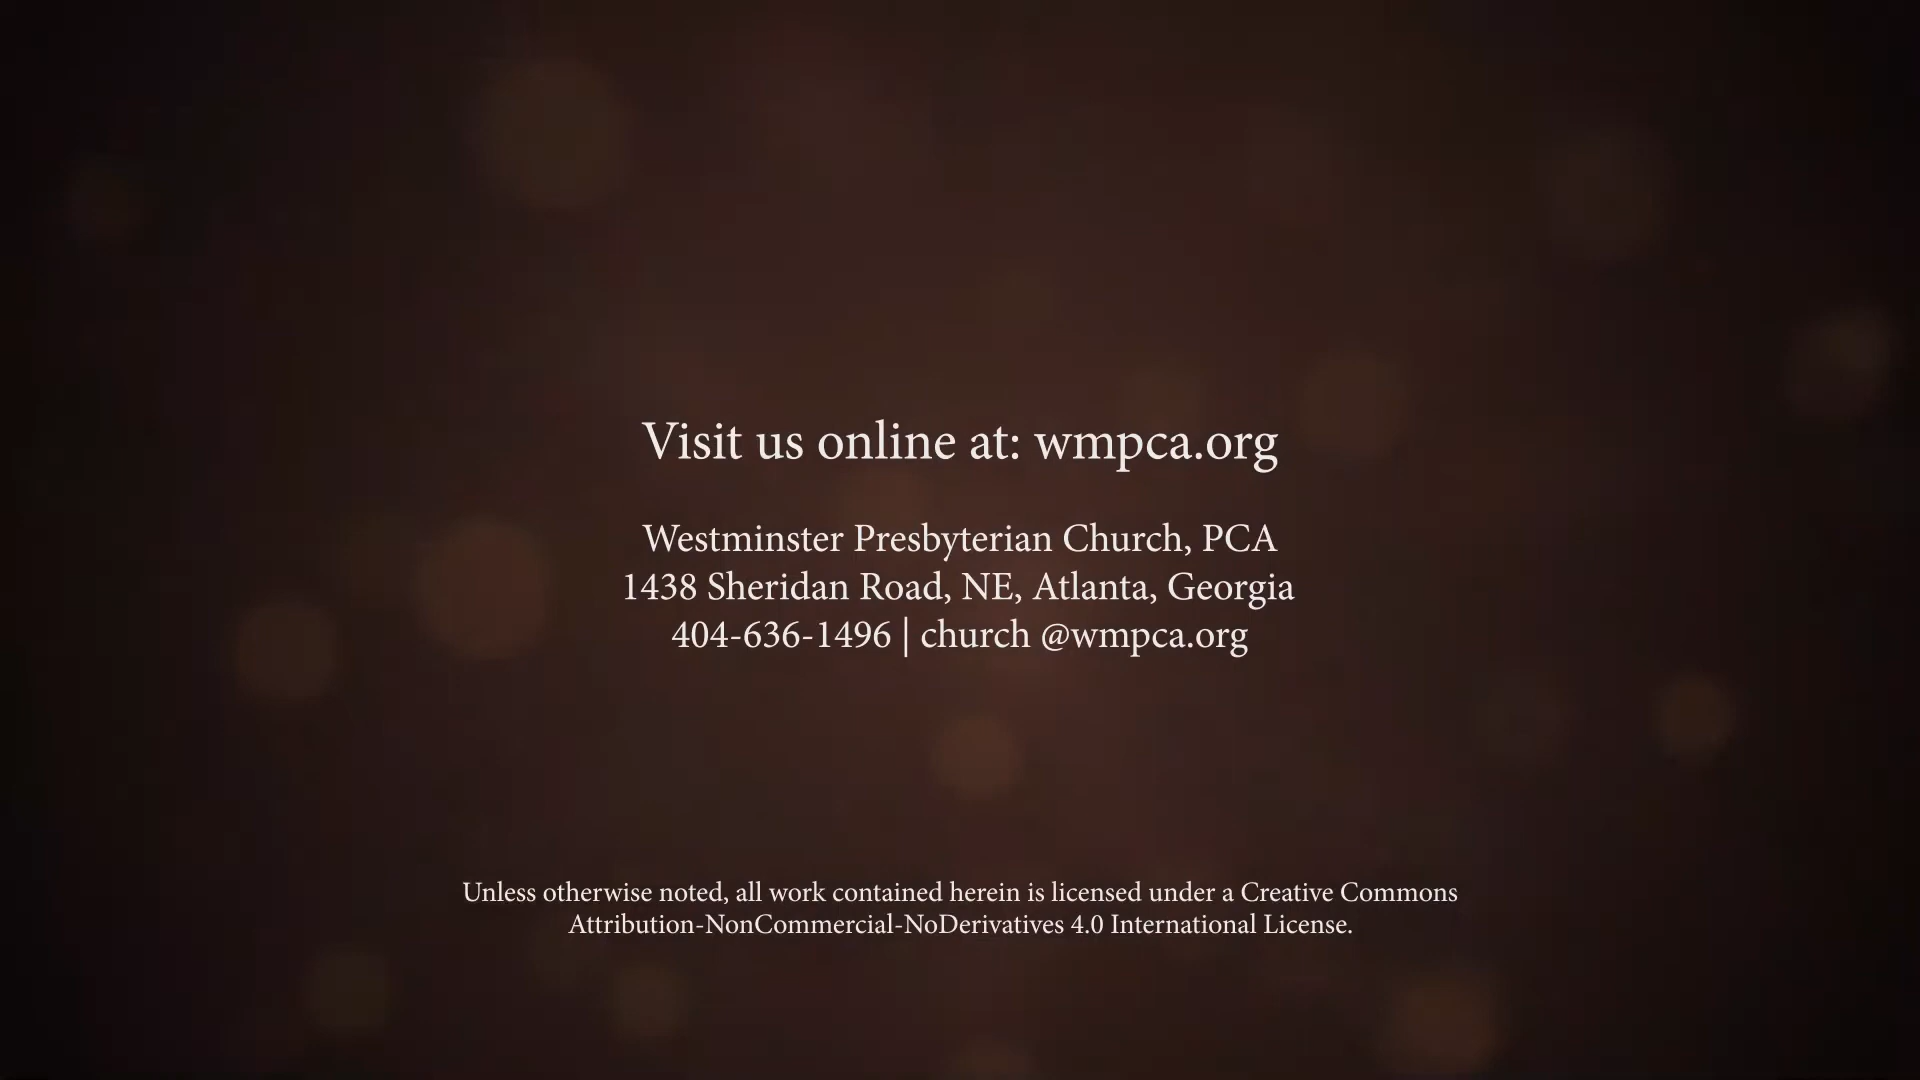 Visit us online at: wmpca.org
Westminster Presbyterian Church, PCA
1438 Sheridan Road, NE, Atlanta, Georgia
404-636-1496 | church @wmpca.org
Unless otherwise noted, all work contained herein is licensed under a Creative Commons
Attribution-NonCommercial-NoDerivatives 4.0 International License.